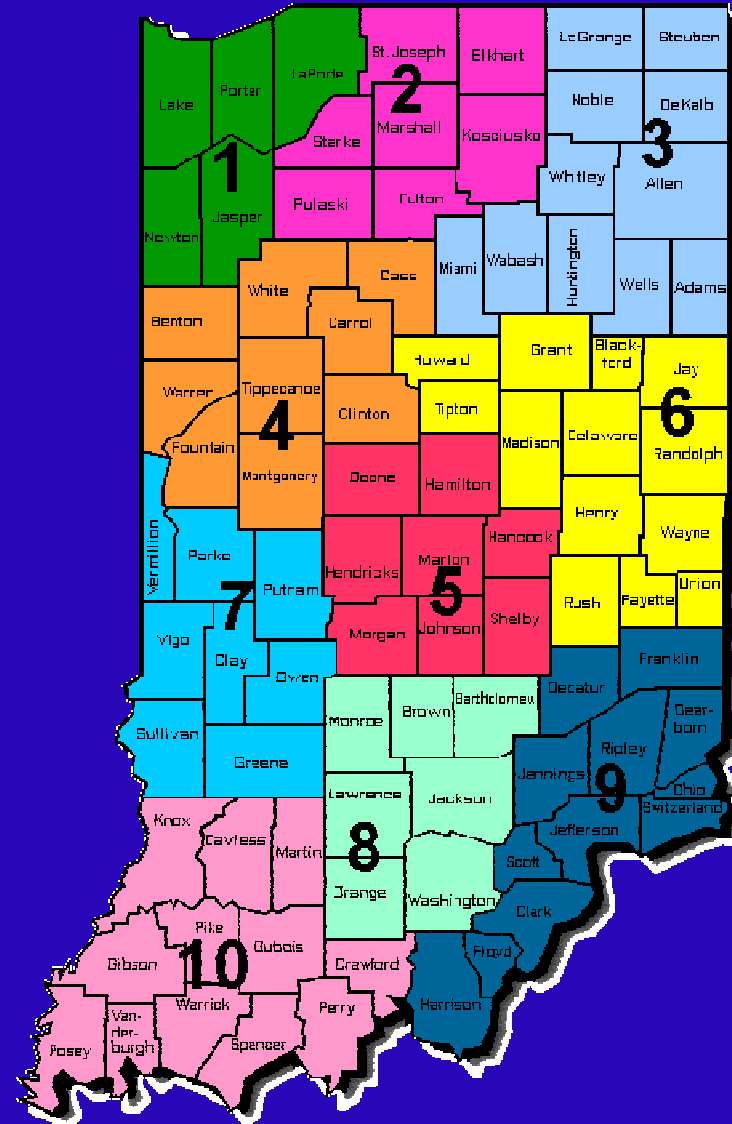 LaGrange
Steuben
St. Joseph
Elkhart
LaPorte
2
Porter
Lake
Noble
DeKalb
Marshall
Kosciusko
Starke
3
1
Whitley
Allen
Pulaski
Fulton
Jasper
Newton
Miami
Wabash
Huntington
Wells
Adams
Cass
White
Benton
Carrol
Howard
Grant
Black-
ford
Jay
Warren
Tippecanoe
Clinton
Tipton
6
4
Madison
Delaware
Randolph
Fountain
Montgomery
Boone
Hamilton
Henry
Wayne
Vermillion
Parke
Hendricks
Marion
Hancock
Putnam
5
7
Rush
Fayette
Union
Shelby
Morgan
Johnson
Vigo
Clay
Owen
Franklin
Decatur
Monroe
Brown
Bartholomew
Dear-
born
Sullivan
Greene
Ripley
Jennings
9
Ohio
Lawrence
Jackson
Switzerland
Knox
Daviess
Martin
8
Jefferson
Scott
Orange
Washington
Clark
Pike
Dubois
Gibson
10
Crawford
Floyd
Harrison
Warrick
Perry
Posey
Van-
der-
burgh
Spencer